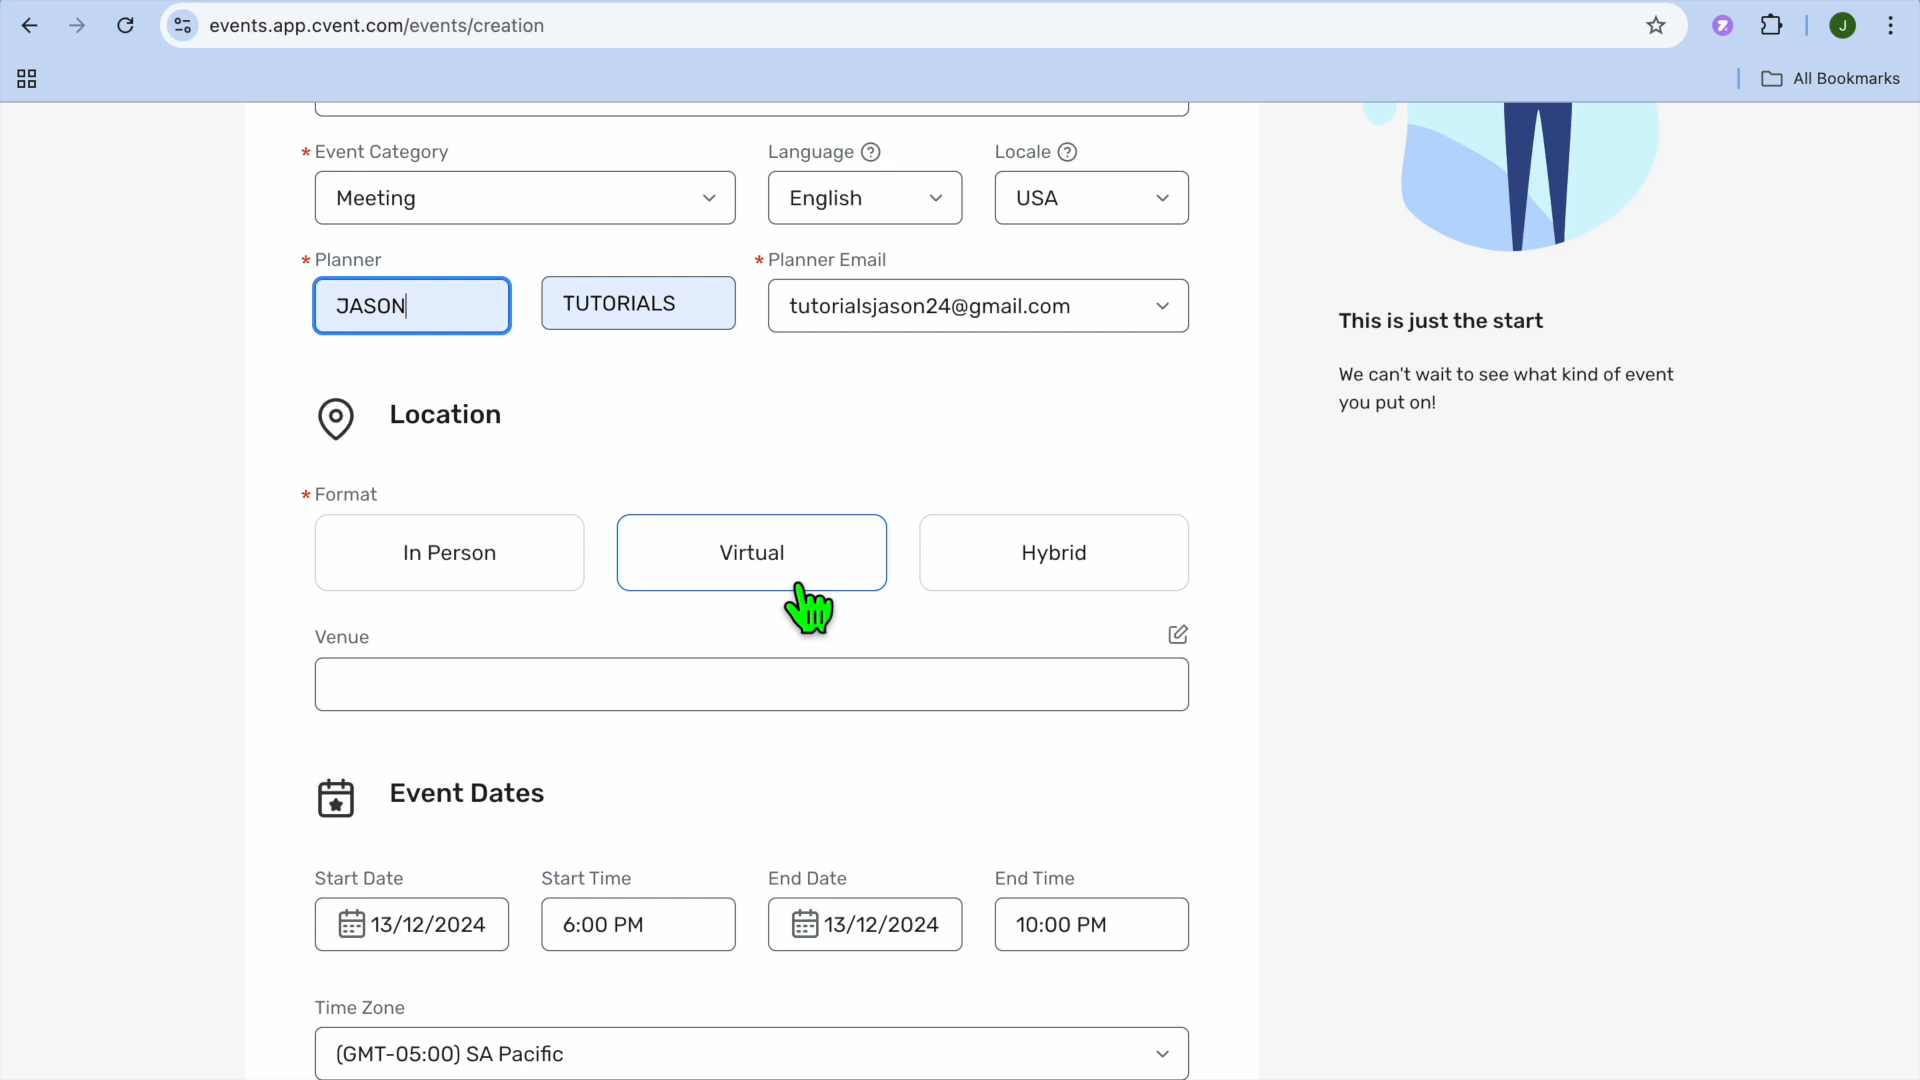 events.app.cvent.com/events/creation
J
All Bookmarks
* Event Category
Language
Locale
Meeting
English
USA
* Planner
* Planner Email
JASON
TUTORIALS
tutorialsjason24@gmail.com
This is just the start
We can't wait to see what kind of event
you put on!
Location
* Format
In Person
Virtual
Hybrid
Venue
Event Dates
Start Date
Start Time
End Date
End Time
13/12/2024
6:00 PM
13/12/2024
10:00 PM
Time Zone
(GMT-05:00) SA Pacific